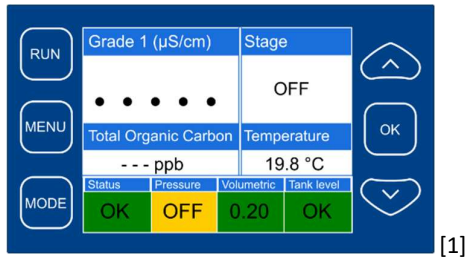 RUN
MENU
MODE
Grade 1 (µS/cm) Stage
• • • • • OFF
Total Organic Carbon Temperature
- - - ppb 19.8 °C
Status Pressure Volumetric Tank level
OK OFF 0.20 OK
OK
[1]